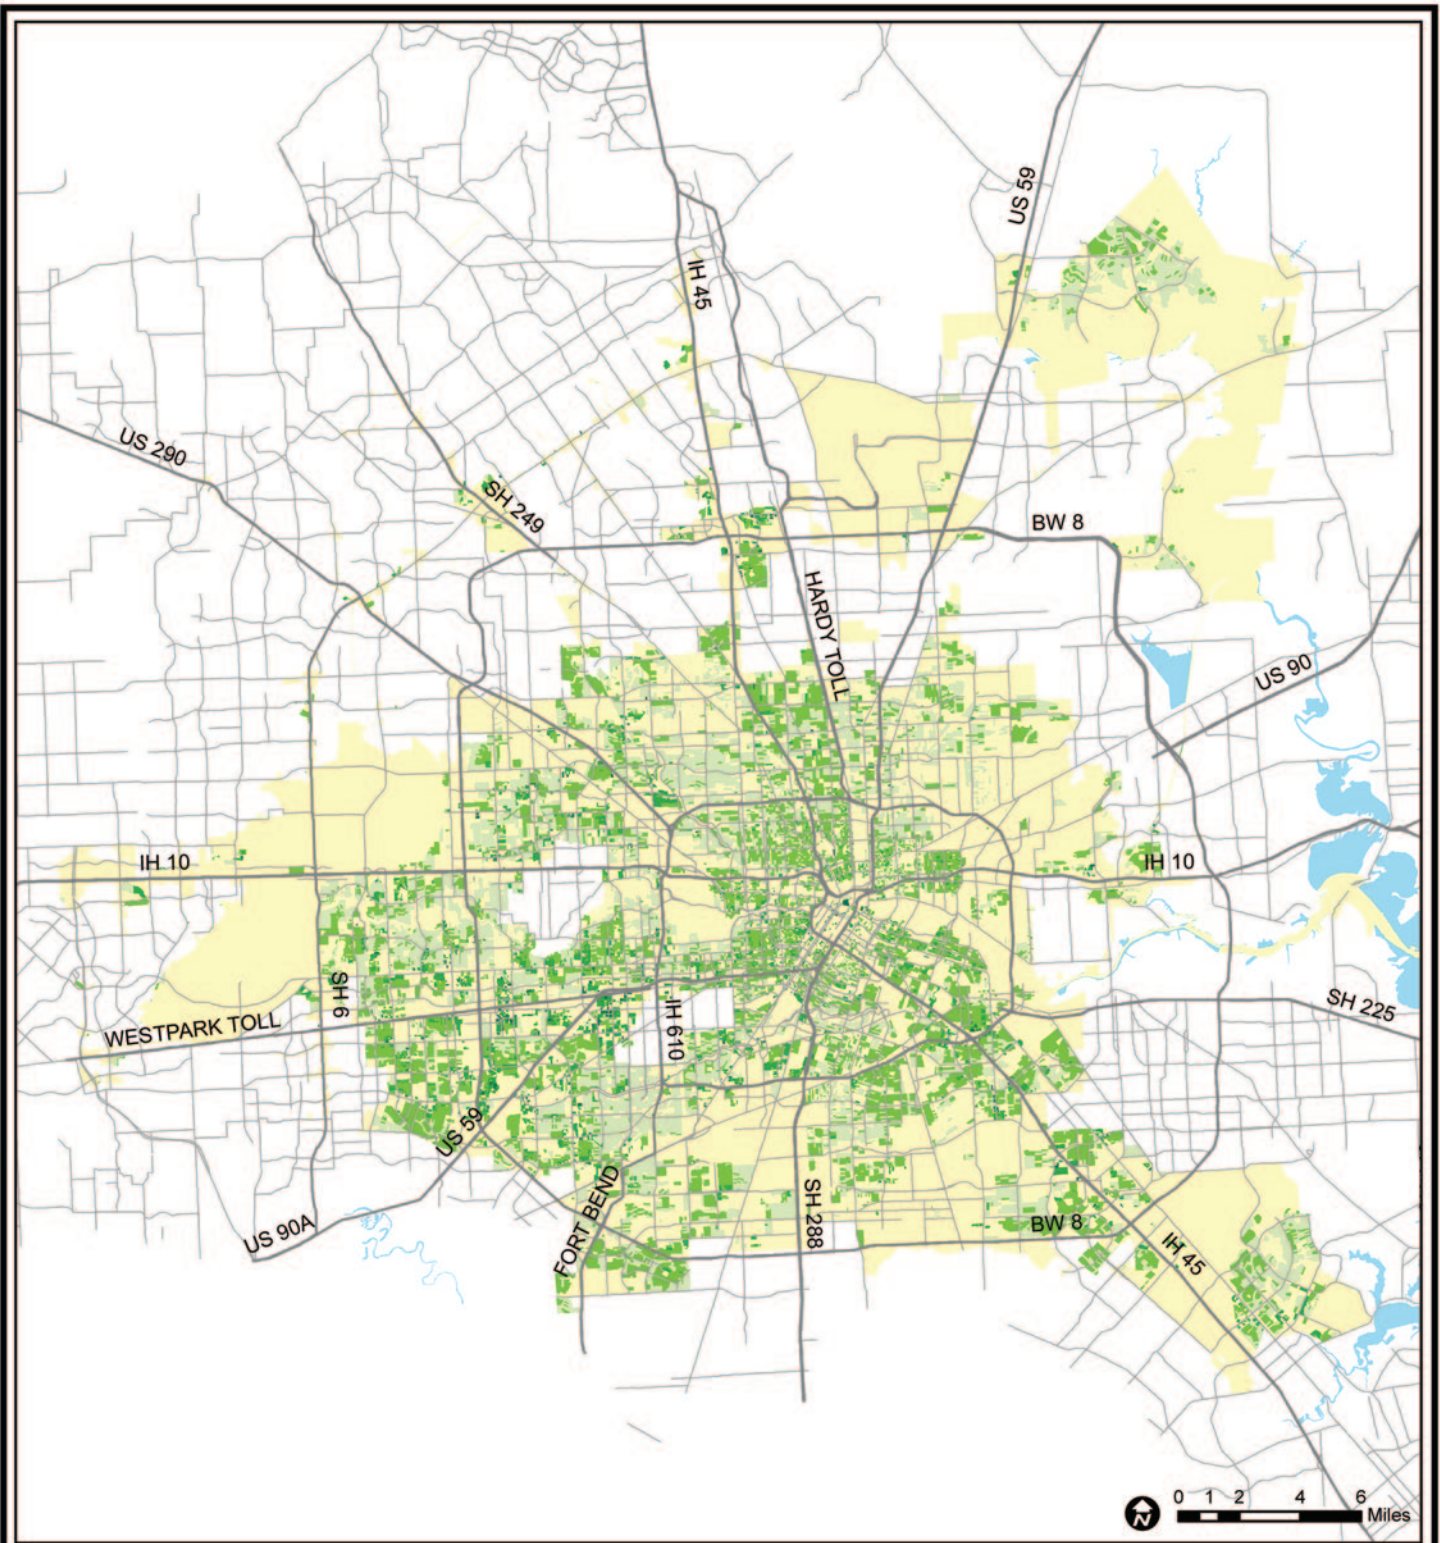 US 59
IH 45
US 290
SH 249
BW 8
HARDY TOLL
US 90
IH 10
IH 10
SH 6
IH 610
SH 225
WESTPARK TOLL
US 59
FORT BEND
SH 288
US 90A
BW 8
IH 45
0 1 2 4 6
N Miles